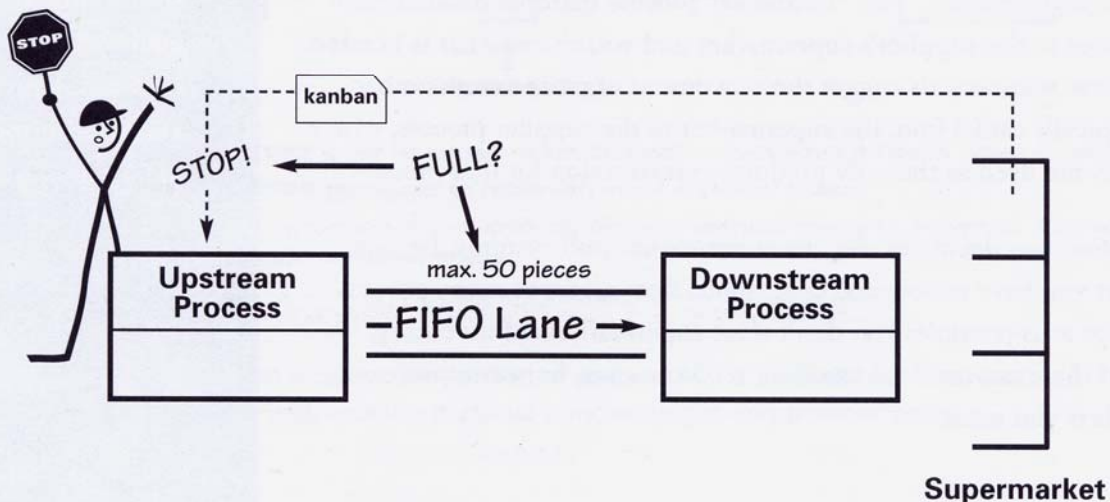 STOP
kanban
STOP!
FULL?
max. 50 pieces
Upstream
Process
FIFO Lane
Downstream
Process
Supermarket